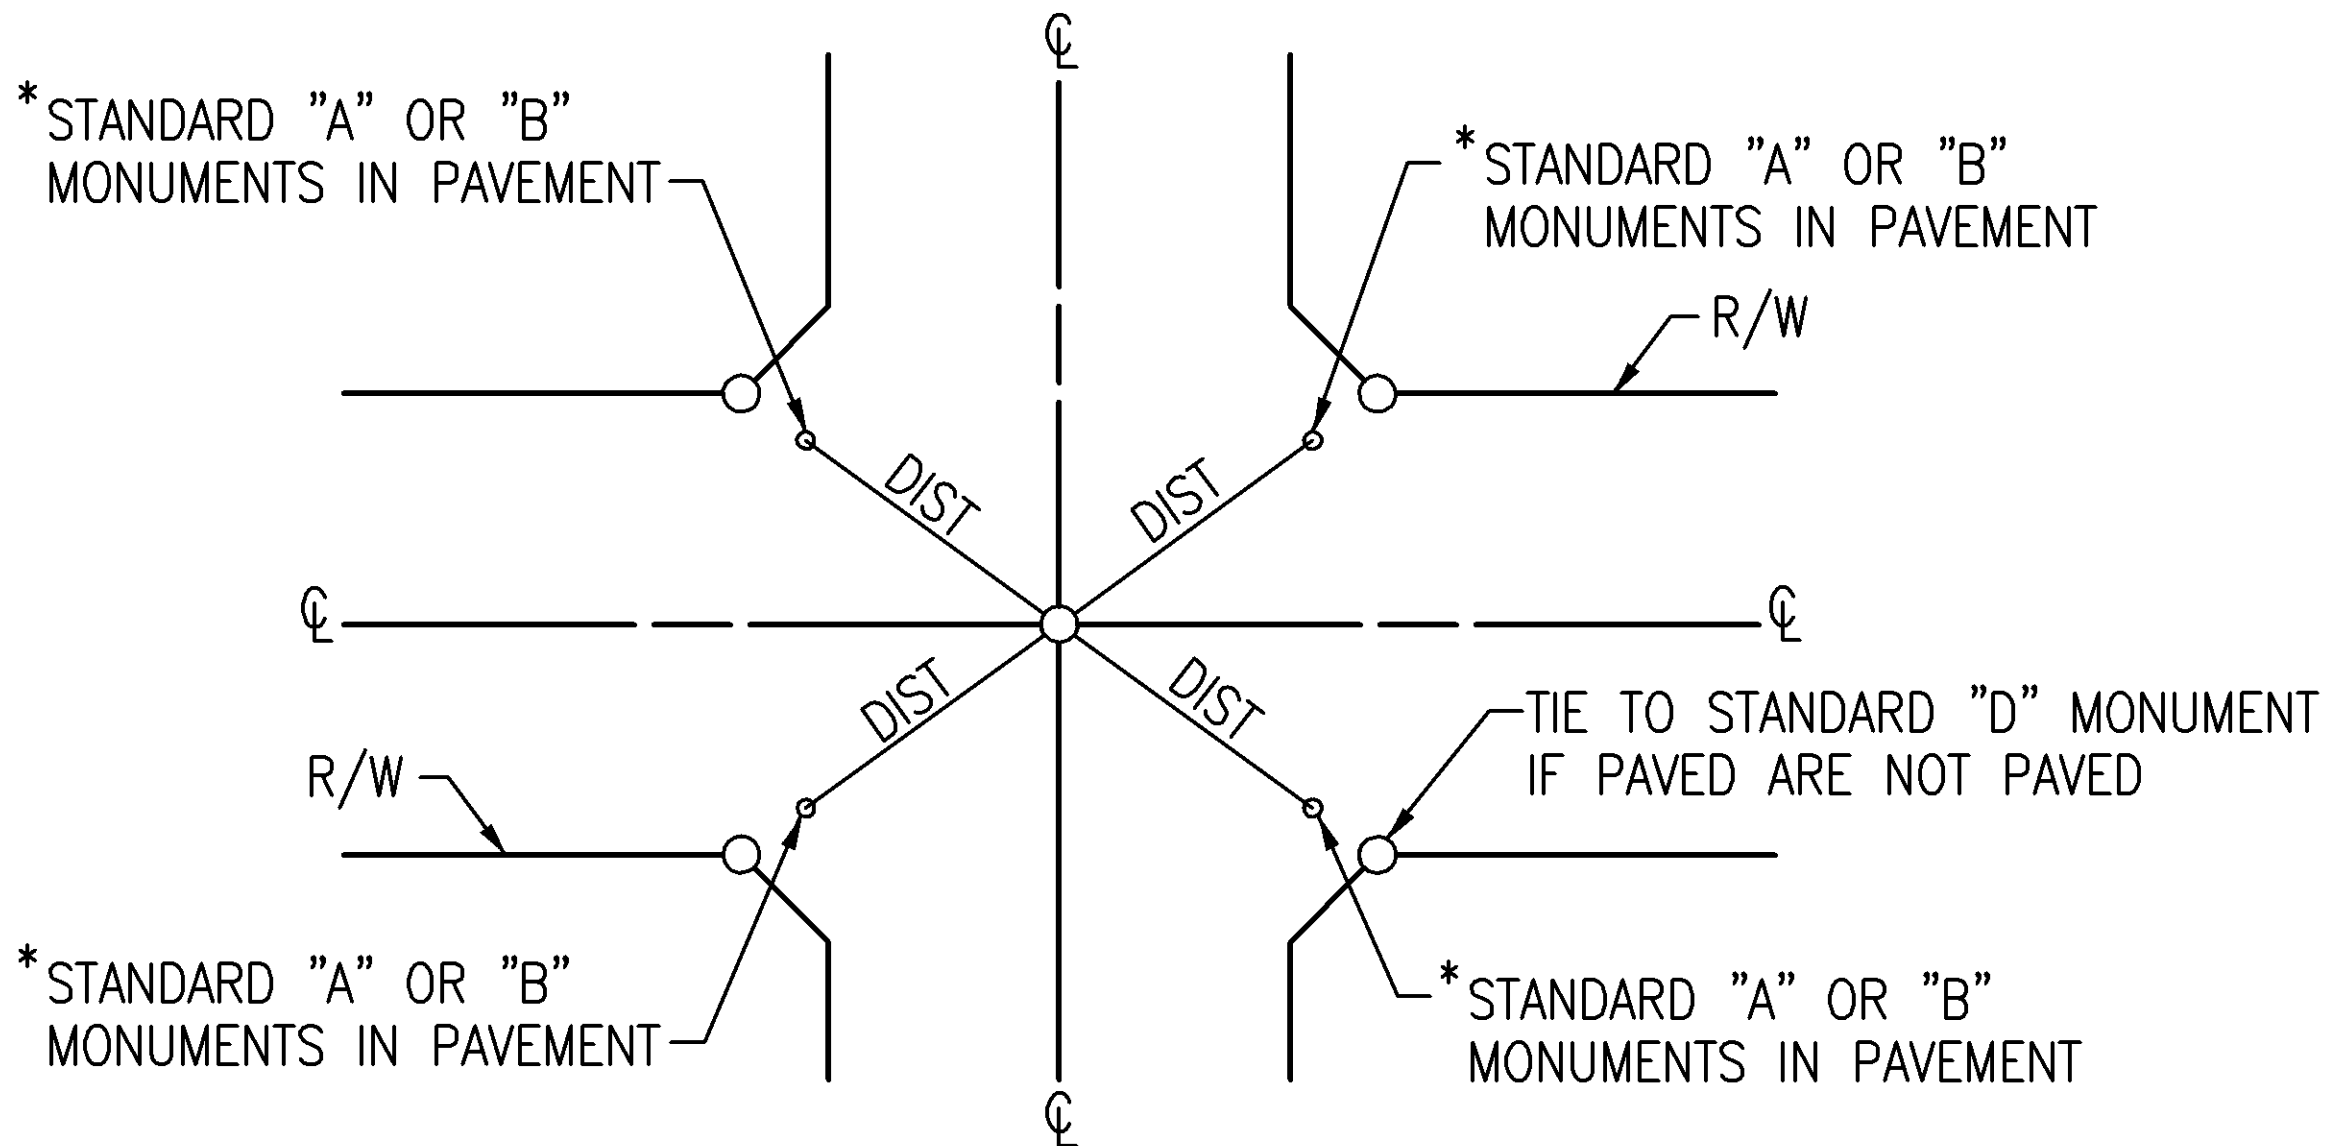 ℄
*STANDARD "A" OR "B"
MONUMENTS IN PAVEMENT
*STANDARD "A" OR "B"
MONUMENTS IN PAVEMENT
R/W
DIST
DIST
℄
℄
DIST
DIST
TIE TO STANDARD "D" MONUMENT
IF PAVED ARE NOT PAVED
R/W
*STANDARD "A" OR "B"
MONUMENTS IN PAVEMENT
*STANDARD "A" OR "B"
MONUMENTS IN PAVEMENT
℄